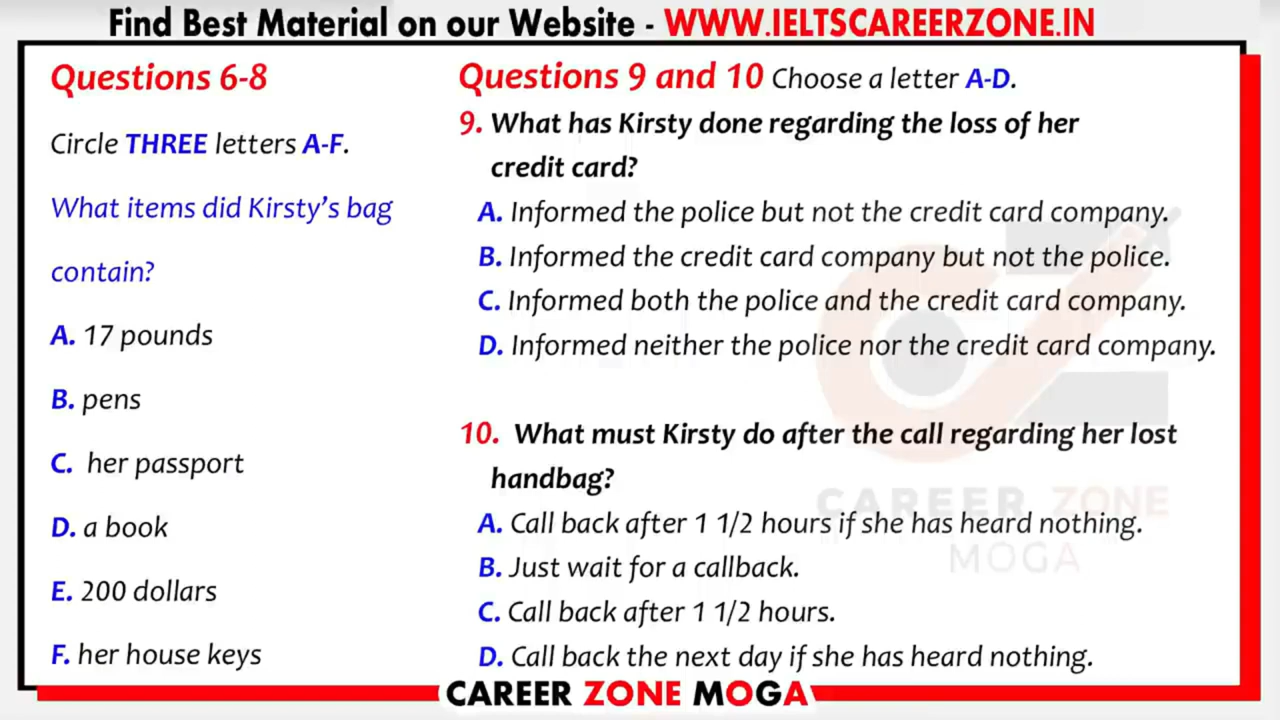 Find Best Material on our Website - WWW.IELTSCAREERZONE.IN
Questions 6-8
Circle THREE letters A-F.
What items did Kirsty's bag
contain?
A. 17 pounds
B. pens
C. her passport
D. a book
E. 200 dollars
F. her house keys
Questions 9 and 10 Choose a letter A-D.
9. What has Kirsty done regarding the loss of her
credit card?
A. Informed the police but not the credit card company.
B. Informed the credit card company but not the police.
C. Informed both the police and the credit card company.
D. Informed neither the police nor the credit card company.
10. What must Kirsty do after the call regarding her lost
handbag?
A. Call back after 1 1/2 hours if she has heard nothing.
B. Just wait for a callback.
C. Call back after 1 1/2 hours.
D. Call back the next day if she has heard nothing.
CAREER ZONE
MOGA
CAREER ZONE MOGA